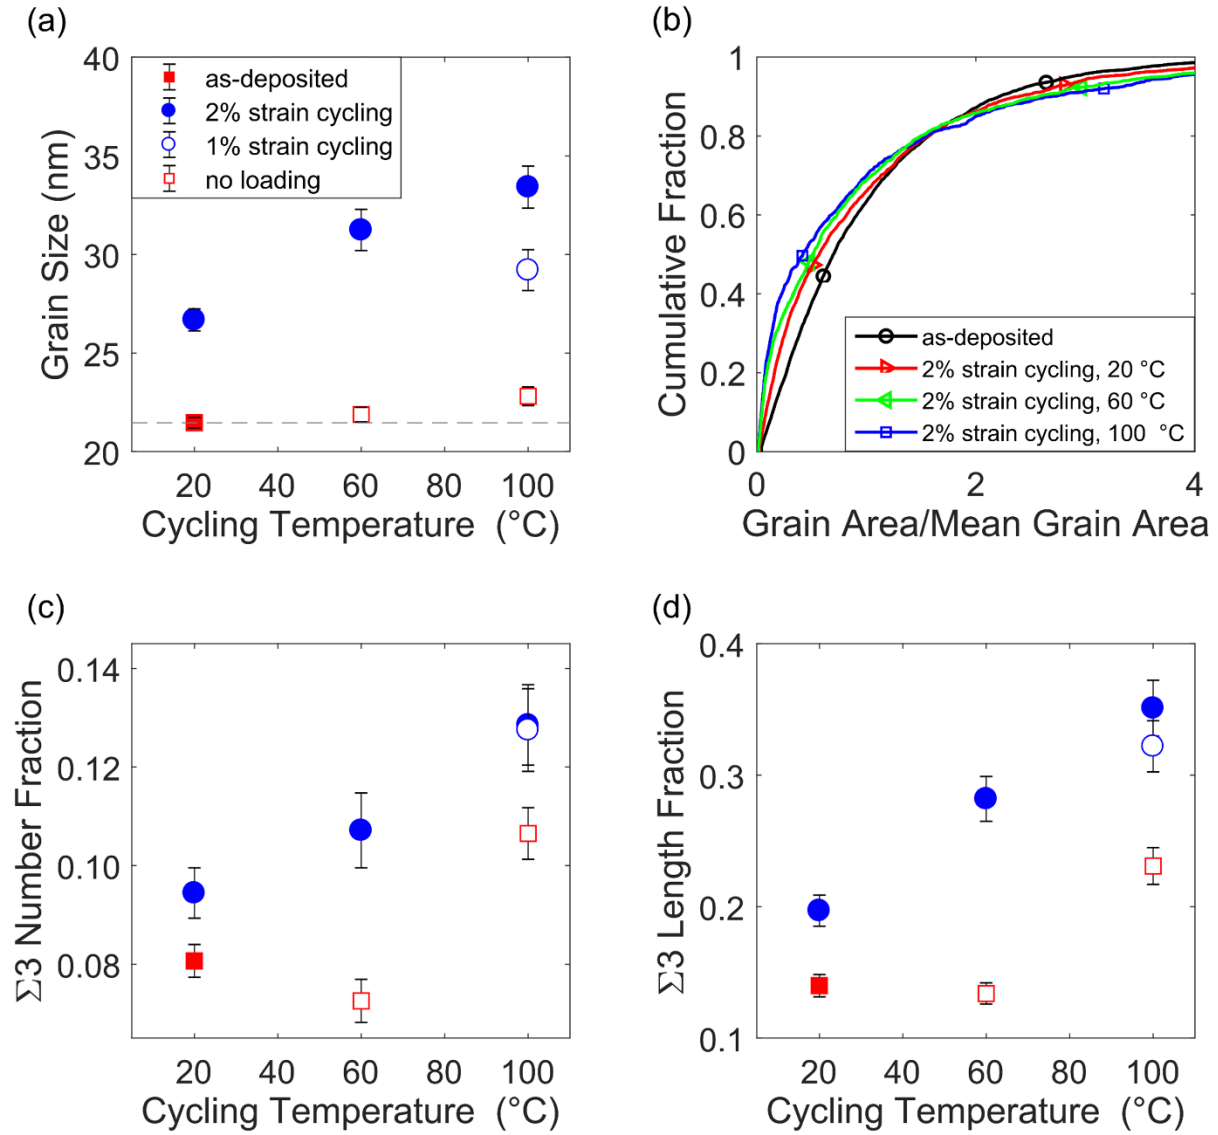 (a)
40
35
30
25
20
Grain Size (nm)
as-deposited
2% strain cycling
1% strain cycling
no loading
20 40 60 80 100
Cycling Temperature (°C)
(b)
1
0.8
0.6
0.4
0.2
0
Cumulative Fraction
as-deposited
2% strain cycling, 20 °C
2% strain cycling, 60 °C
2% strain cycling, 100 °C
0 2 4
Grain Area/Mean Grain Area
(c)
0.14
0.12
0.10
0.08
Σ3 Number Fraction
20 40 60 80 100
Cycling Temperature (°C)
(d)
0.4
0.3
0.2
0.1
Σ3 Length Fraction
20 40 60 80 100
Cycling Temperature (°C)